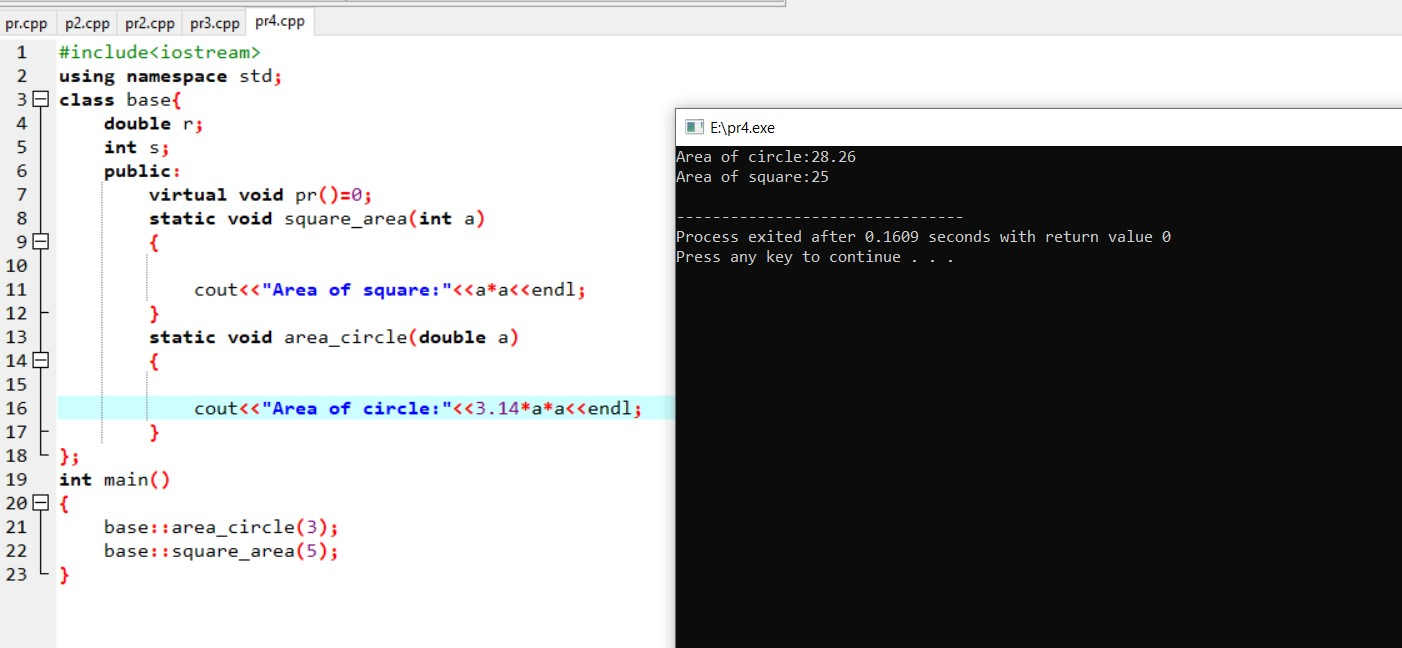 pr.cpp p2.cpp pr2.cpp pr3.cpp pr4.cpp
1 #include<iostream>
2 using namespace std;
3 class base{
4 double r;
5 int s;
6 public:
7 virtual void pr()=0;
8 static void square_area(int a)
9 {
10
11 cout<<"Area of square:"<<a*a<<endl;
12 }
13 static void area_circle(double a)
14 {
15
16 cout<<"Area of circle:"<<3.14*a*a<<endl;
17 }
18 };
19 int main()
20 {
21 base::area_circle(3);
22 base::square_area(5);
23 }
E:\pr4.exe
Area of circle:28.26
Area of square:25
--------------------------------
Process exited after 0.1609 seconds with return value 0
Press any key to continue . . .